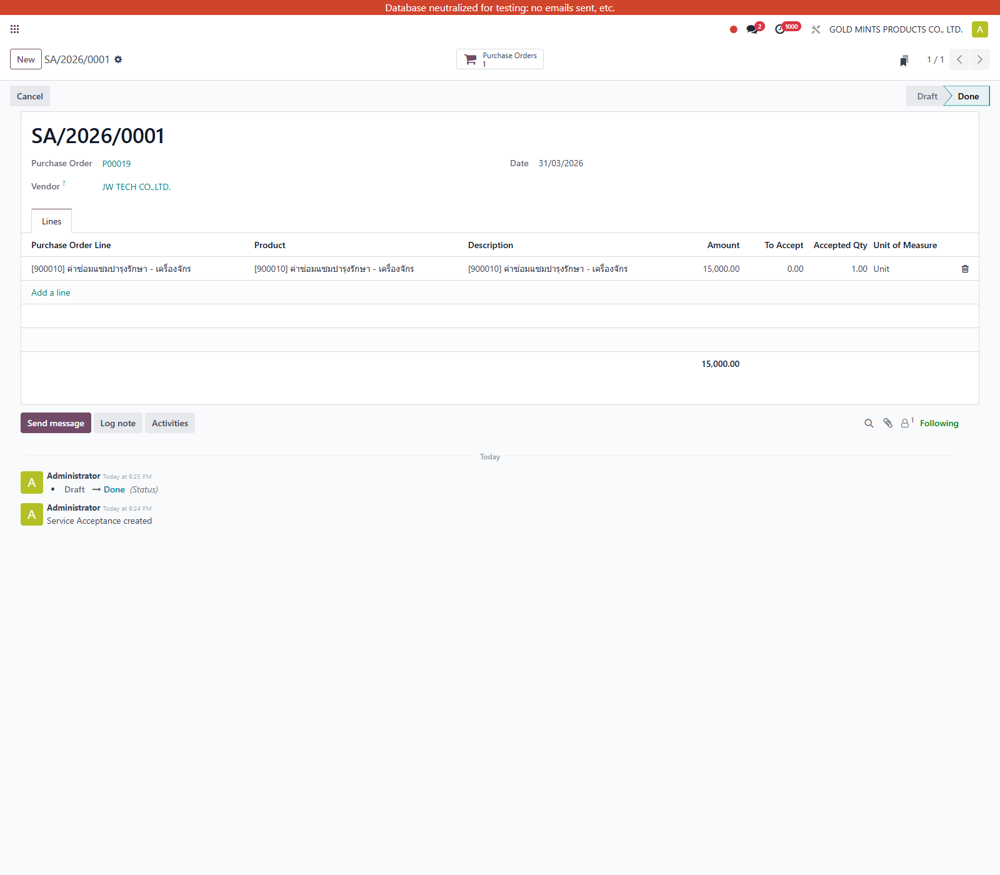 Database neutralized for testing: no emails sent, etc.
2
1000
GOLD MINTS PRODUCTS CO., LTD.
A
New
SA/2026/0001
Purchase Orders
1
1 / 1
Cancel
Draft
Done
SA/2026/0001
Purchase Order P00019
Date 31/03/2026
Vendor ? JW TECH CO.,LTD.
Lines
Purchase Order Line Product Description Amount To Accept Accepted Qty Unit of Measure
[900010] ค่าซ่อมแซมบำรุงรักษา - เครื่องจักร [900010] ค่าซ่อมแซมบำรุงรักษา - เครื่องจักร [900010] ค่าซ่อมแซมบำรุงรักษา - เครื่องจักร 15,000.00 0.00 1.00 Unit
Add a line
15,000.00
Send message Log note Activities
1 Following
Today
A
Administrator Today at 9:25 PM
• Draft → Done (Status)
A
Administrator Today at 9:24 PM
Service Acceptance created